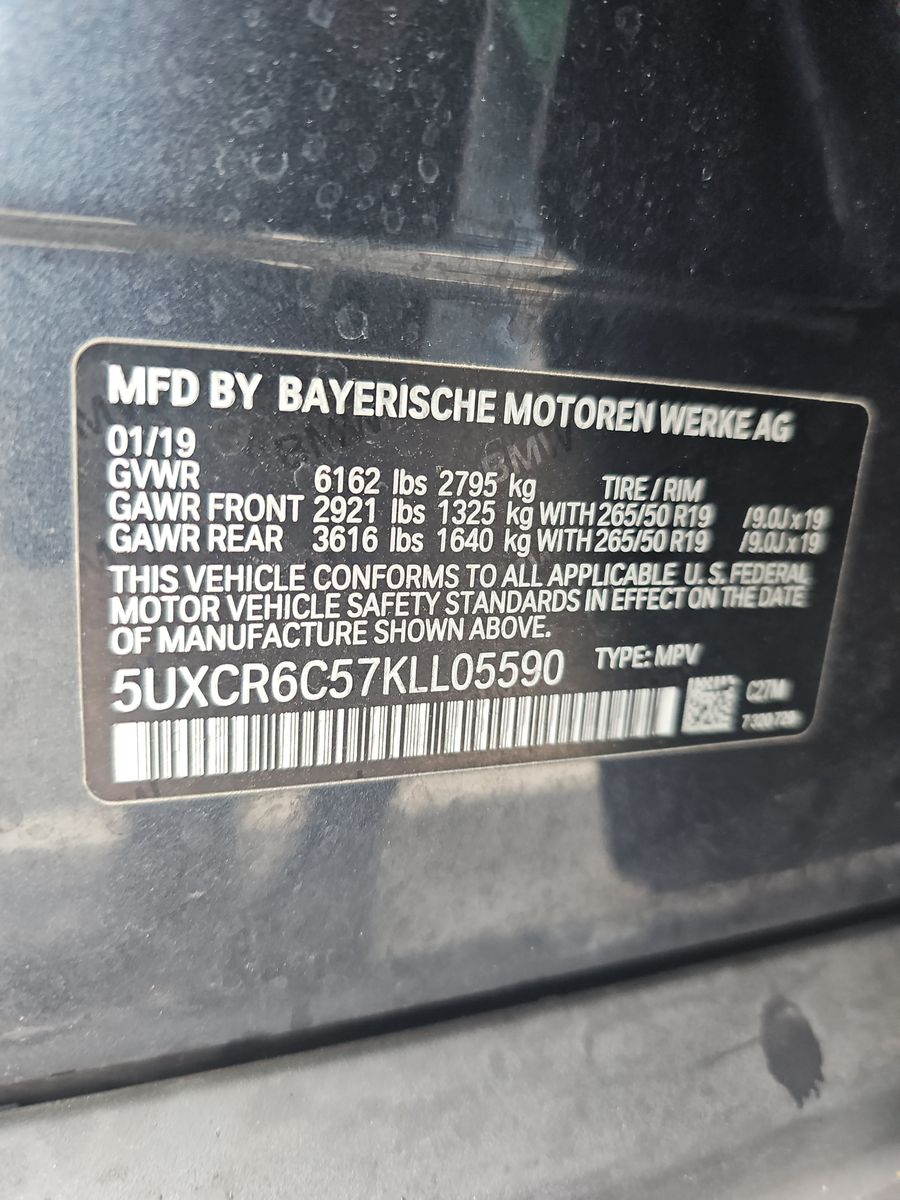 MFD BY BAYERISCHE MOTOREN WERKE AG
01/19
GVWR 6162 lbs 2795 kg TIRE / RIM
GAWR FRONT 2921 lbs 1325 kg WITH 265/50 R19 /9.0J x 19
GAWR REAR 3616 lbs 1640 kg WITH 265/50 R19 /9.0J x 19
THIS VEHICLE CONFORMS TO ALL APPLICABLE U.S. FEDERAL
MOTOR VEHICLE SAFETY STANDARDS IN EFFECT ON THE DATE
OF MANUFACTURE SHOWN ABOVE.
5UXCR6C57KLL05590 TYPE: MPV
C27M